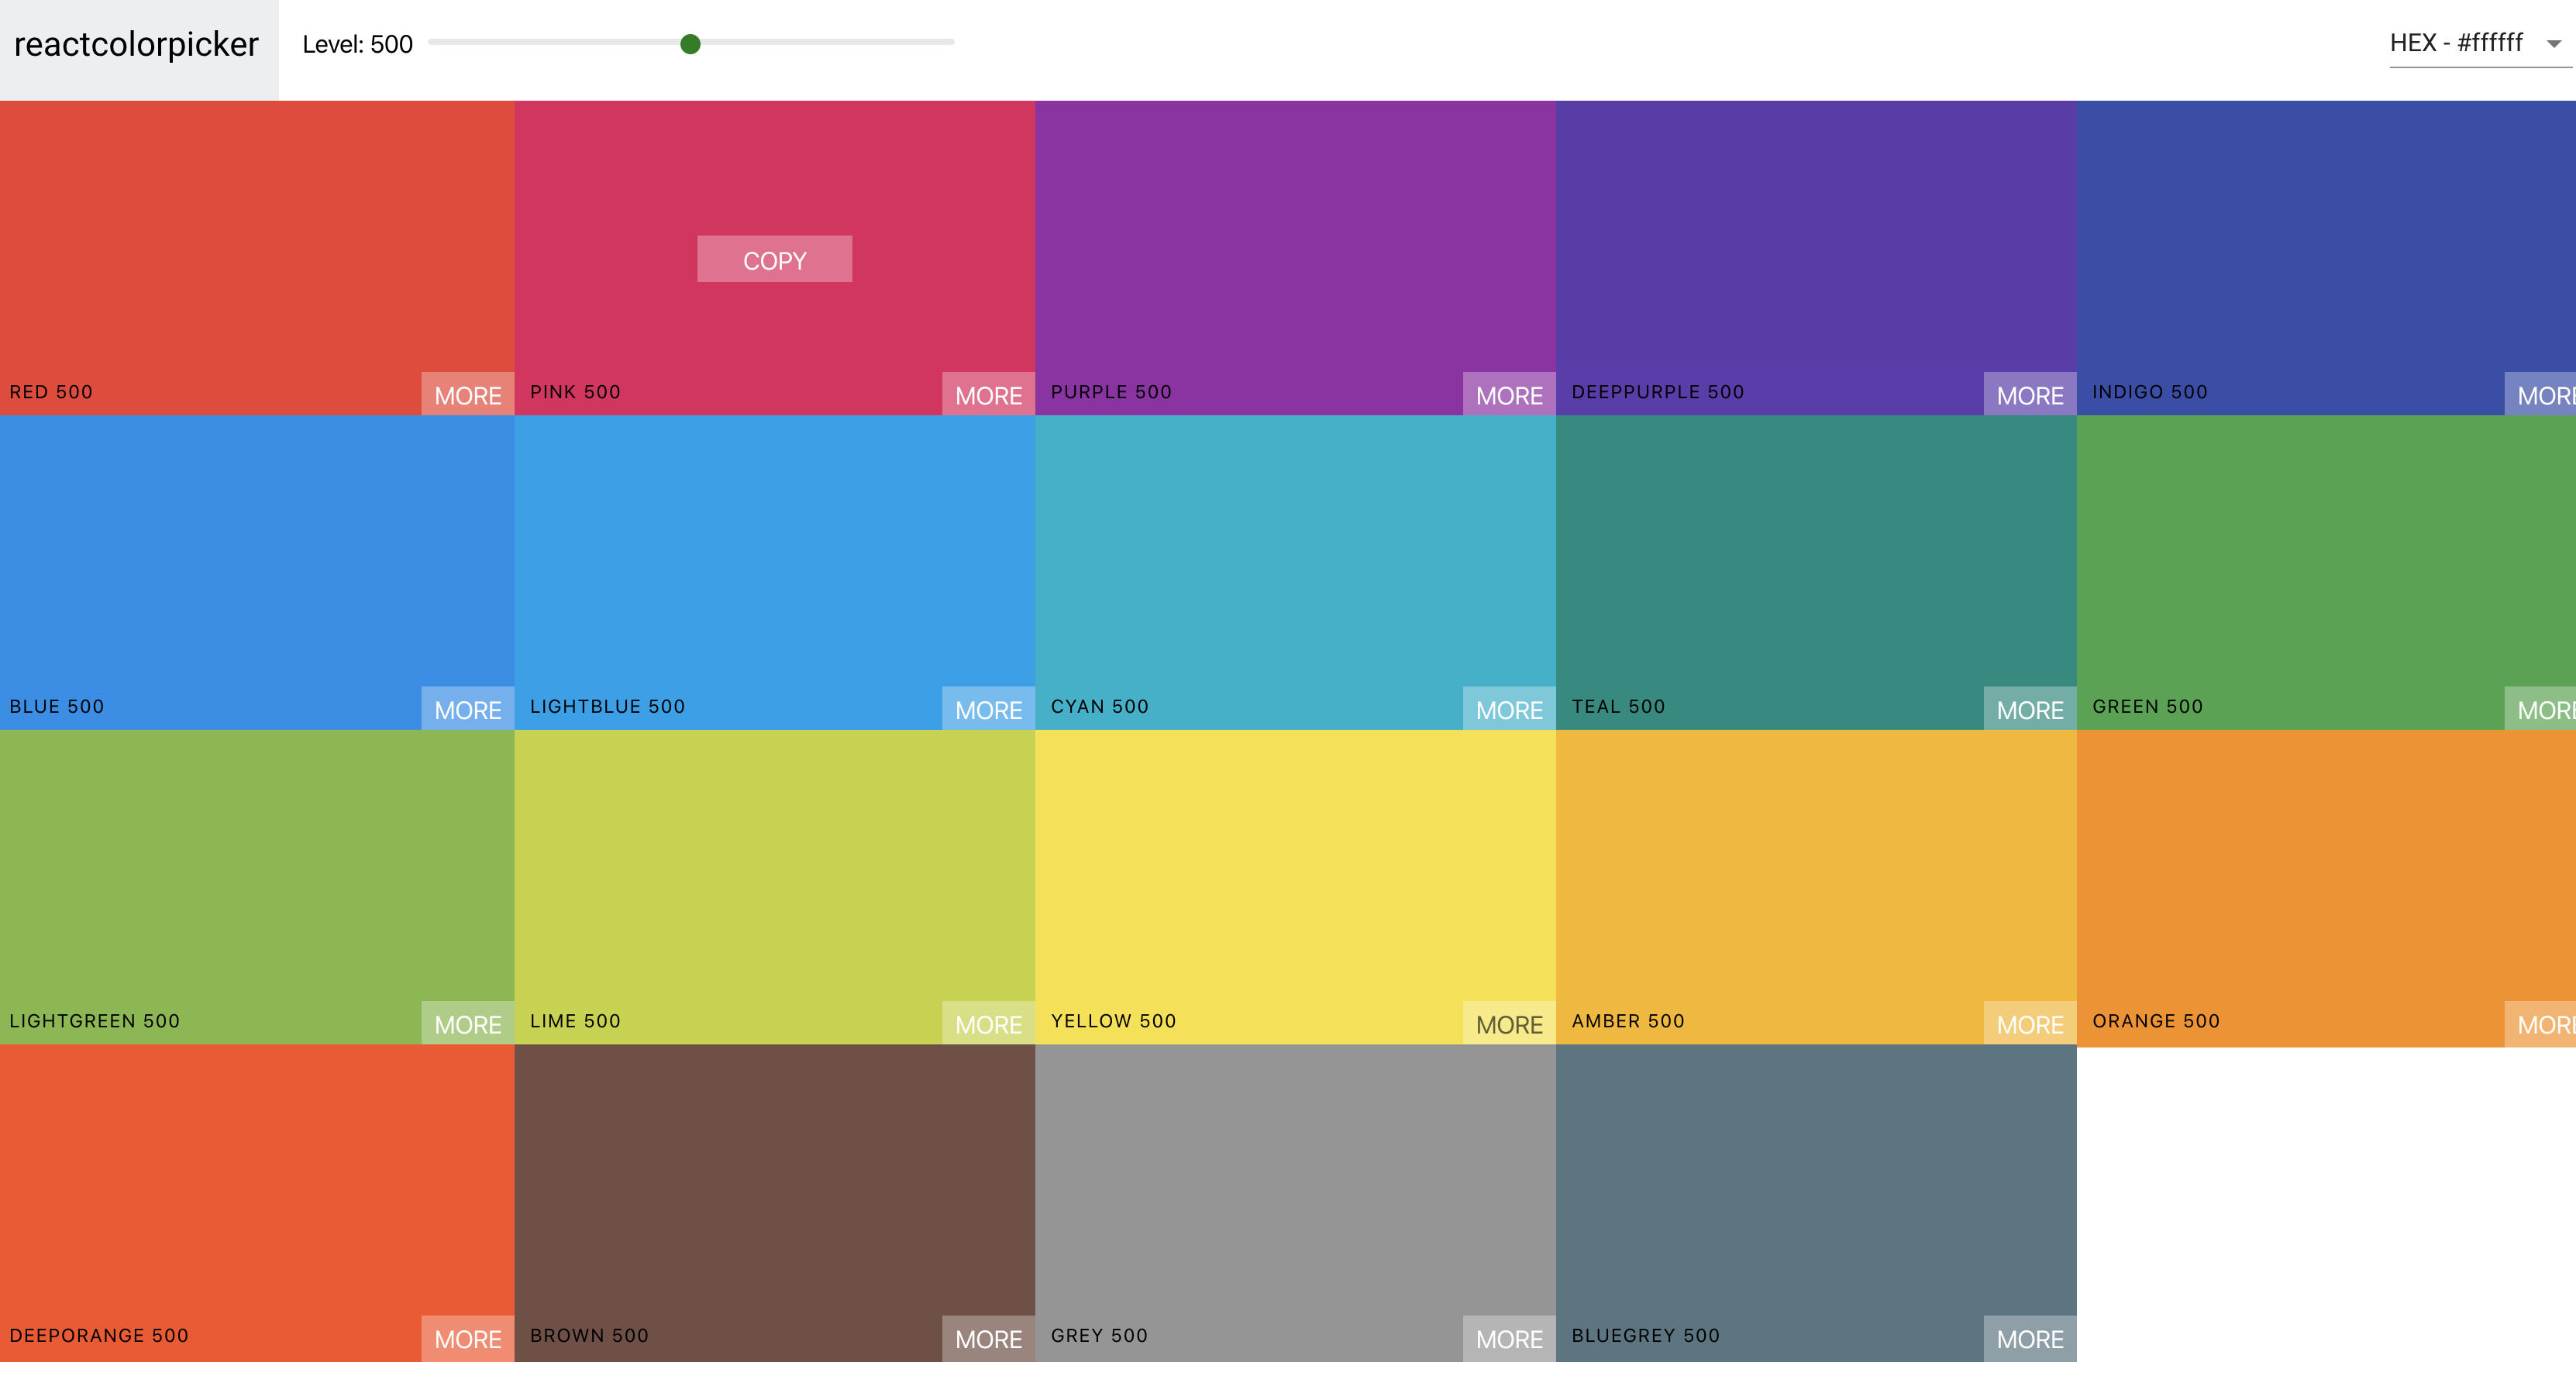 reactcolorpicker Level: 500 HEX - #ffffff
COPY
RED 500 MORE PINK 500 MORE PURPLE 500 MORE DEEPPURPLE 500 MORE INDIGO 500 MORE
BLUE 500 MORE LIGHTBLUE 500 MORE CYAN 500 MORE TEAL 500 MORE GREEN 500 MORE
LIGHTGREEN 500 MORE LIME 500 MORE YELLOW 500 MORE AMBER 500 MORE ORANGE 500 MORE
DEEPORANGE 500 MORE BROWN 500 MORE GREY 500 MORE BLUEGREY 500 MORE